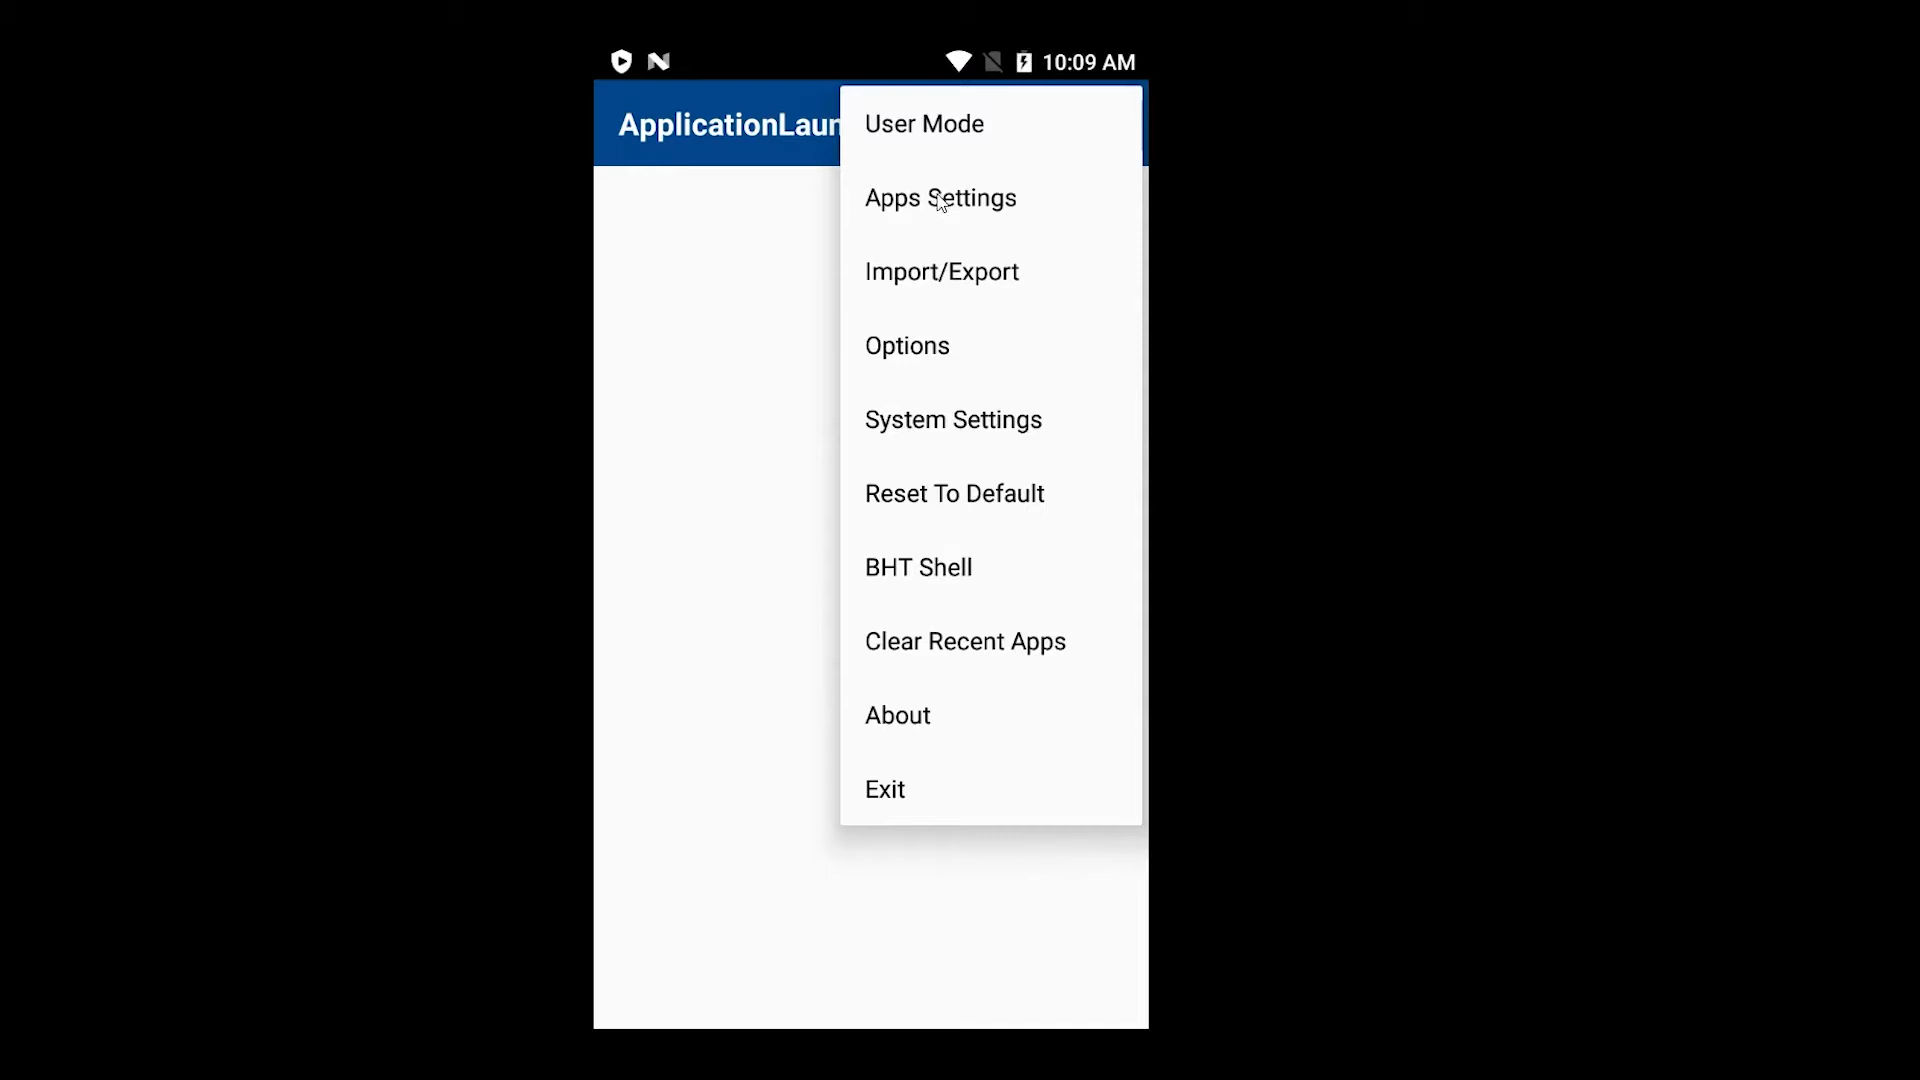 10:09 AM
ApplicationLaun
User Mode
Apps Settings
Import/Export
Options
System Settings
Reset To Default
BHT Shell
Clear Recent Apps
About
Exit